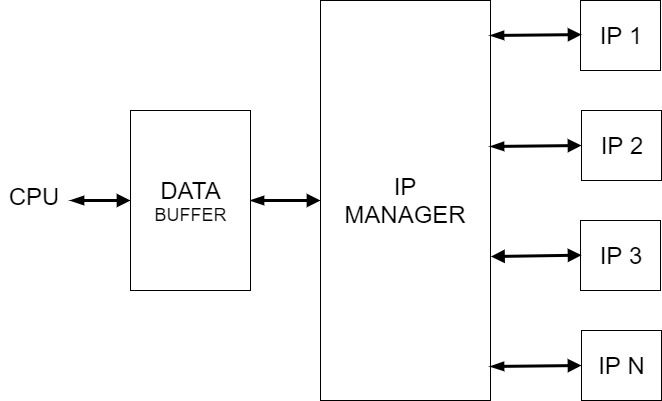 CPU
DATA
BUFFER
IP
MANAGER
IP 1
IP 2
IP 3
IP N